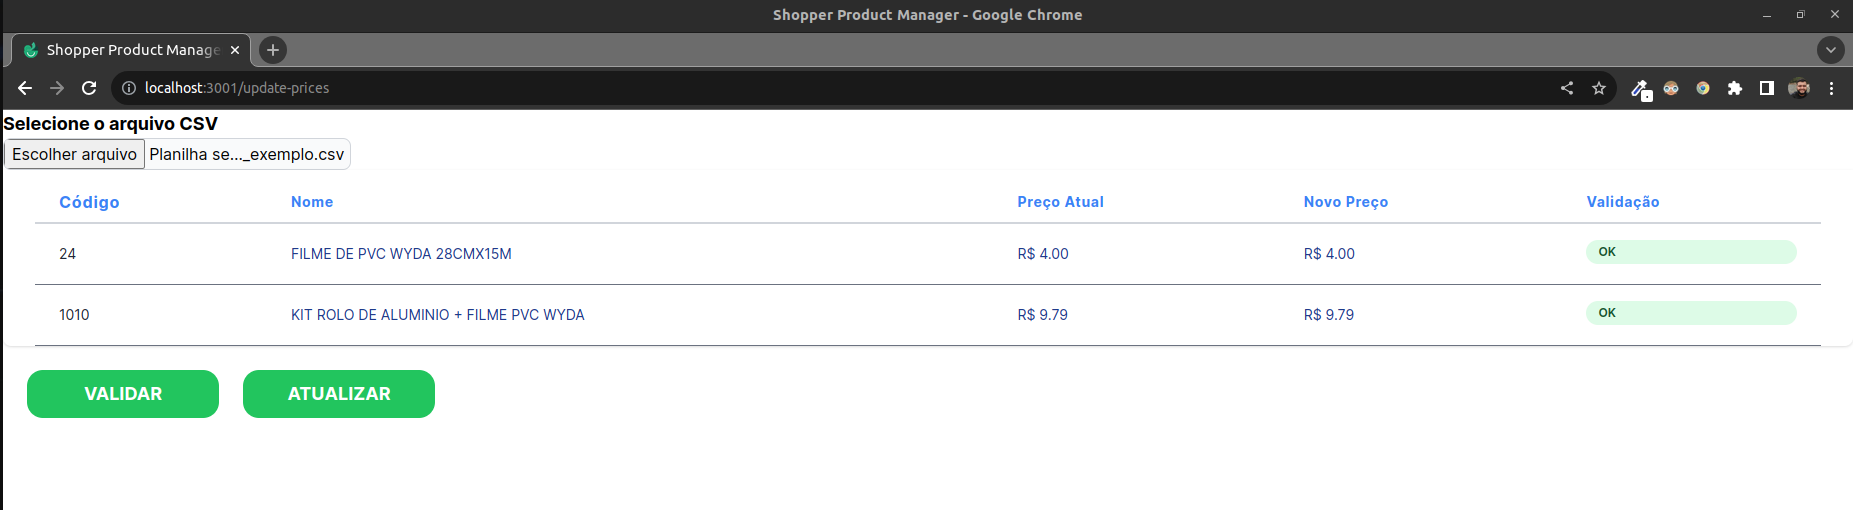 Shopper Product Manager - Google Chrome
Shopper Product Manage
localhost:3001/update-prices
Selecione o arquivo CSV
Escolher arquivo Planilha se..._exemplo.csv
Código Nome Preço Atual Novo Preço Validação
24 FILME DE PVC WYDA 28CMX15M R$ 4.00 R$ 4.00 OK
1010 KIT ROLO DE ALUMINIO + FILME PVC WYDA R$ 9.79 R$ 9.79 OK
VALIDAR ATUALIZAR